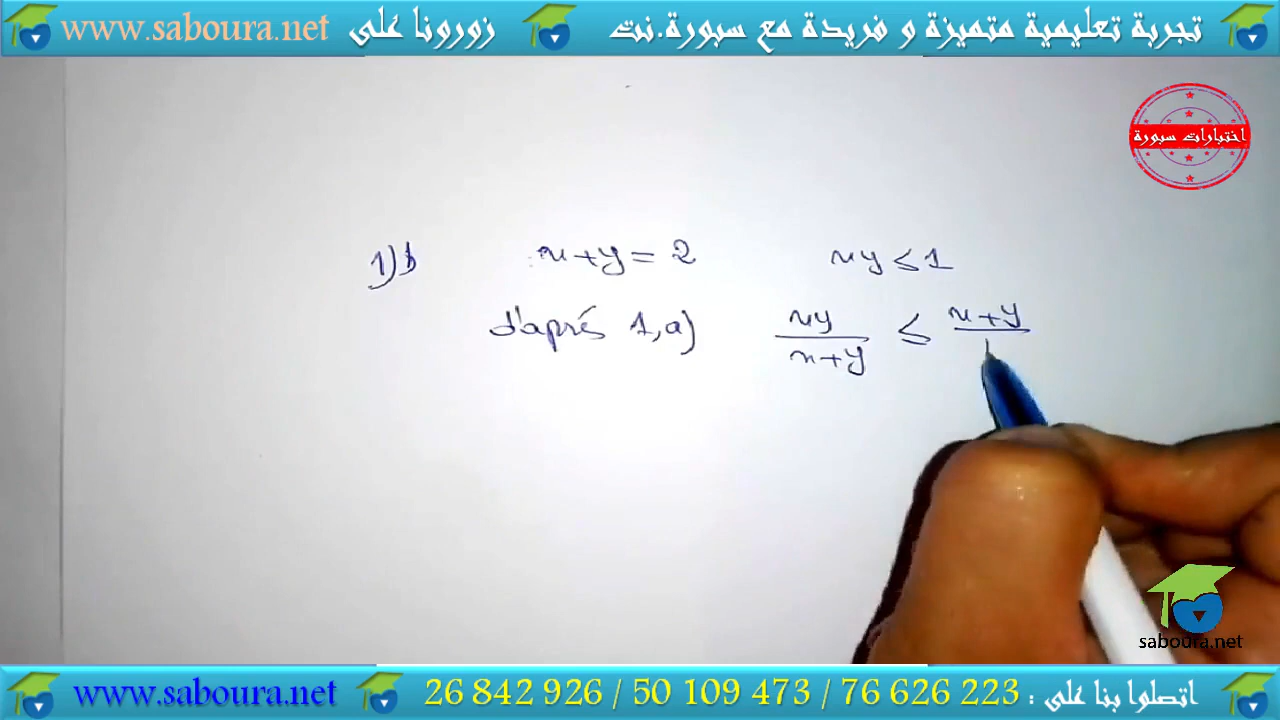 تجربة تعليمية متميزة و فريدة مع سبورة.نت زورونا على www.saboura.net
اختبارات سبورة
1)b x+y=2 xy≤1
d'aprés 1,a) xy/(x+y) ≤ (x+y)/
saboura.net
اتصلوا بنا على : 26 842 926 / 50 109 473 / 76 626 223 www.saboura.net